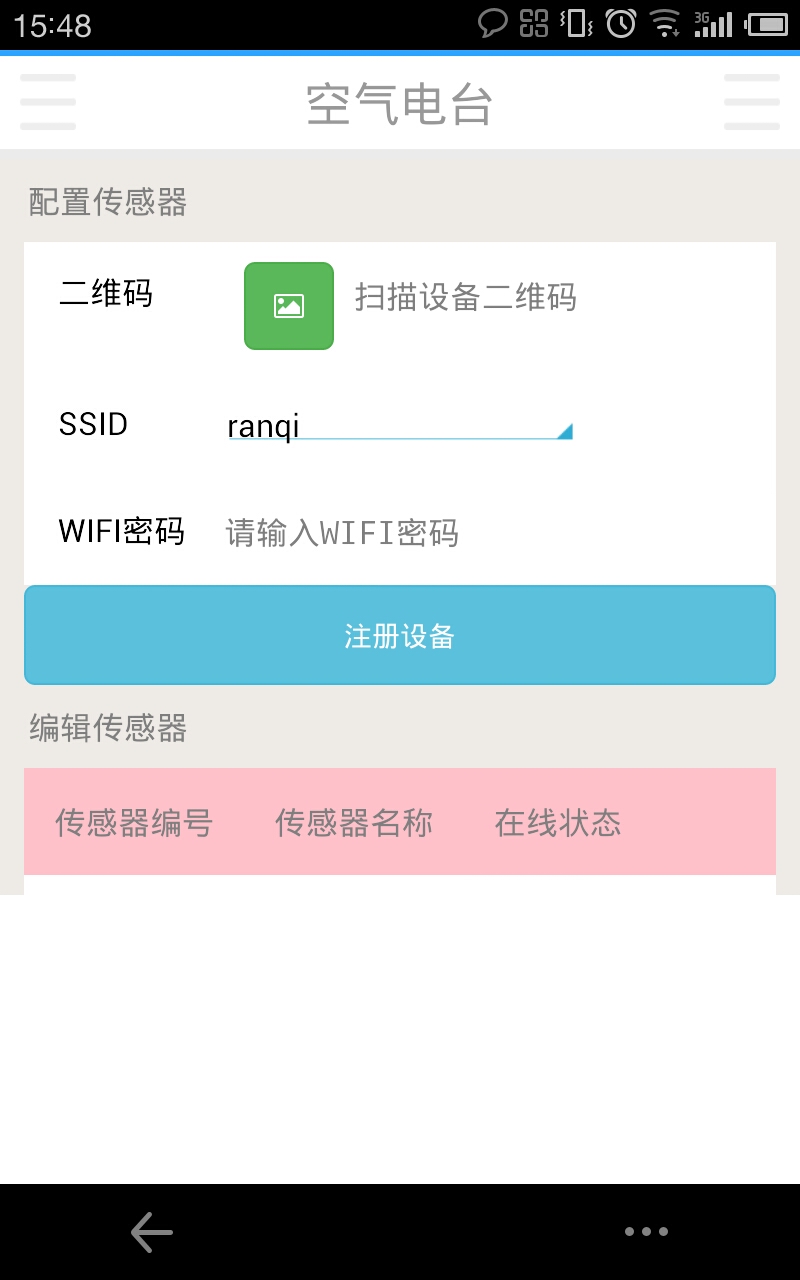 15:48
3G
空气电台
配置传感器
二维码 扫描设备二维码
SSID ranqi
WIFI密码 请输入WIFI密码
注册设备
编辑传感器
传感器编号 传感器名称 在线状态